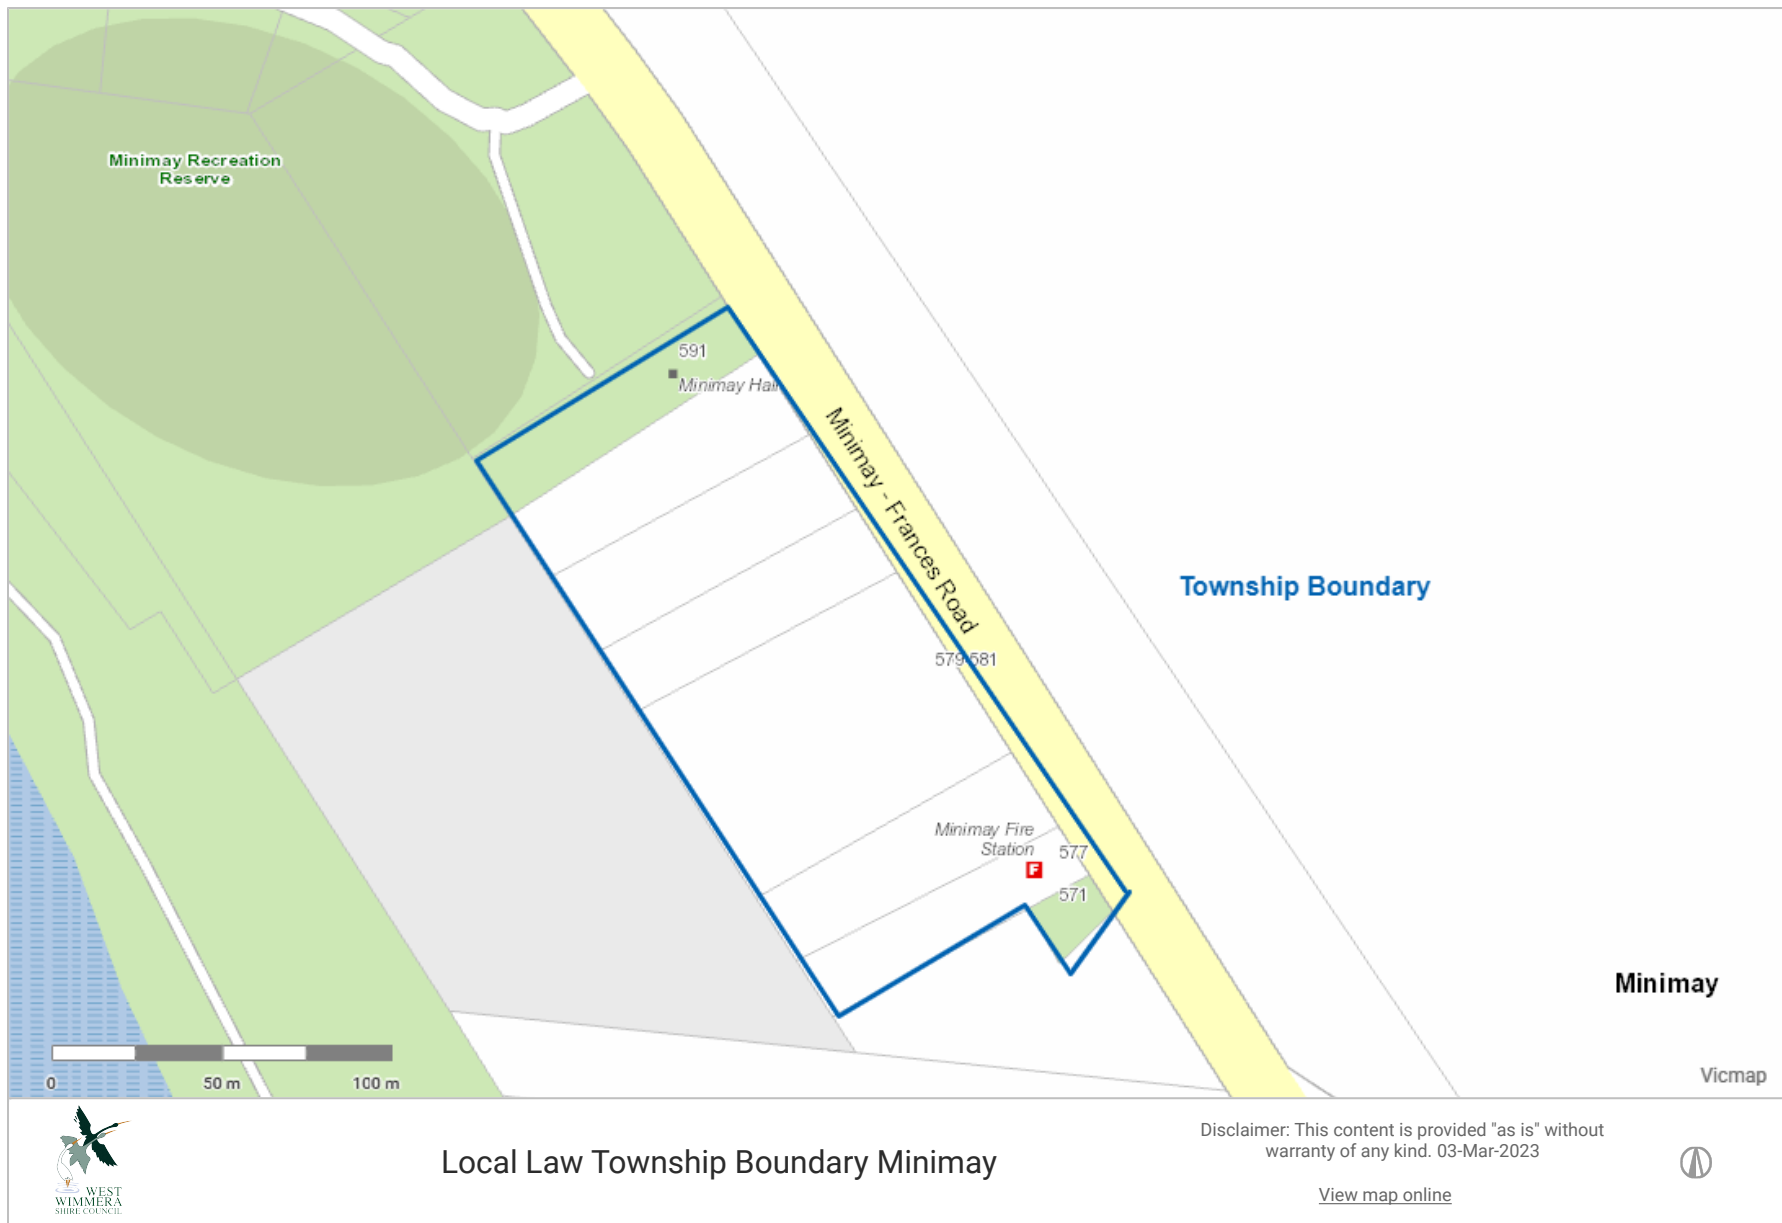 Minimay Recreation
Reserve
591
Minimay Hall
Minimay - Frances Road
Township Boundary
579-581
Minimay Fire
Station
F
577
571
Minimay
0
50 m
100 m
Vicmap
WEST
WIMMERA
SHIRE COUNCIL
Local Law Township Boundary Minimay
Disclaimer: This content is provided "as is" without
warranty of any kind. 03-Mar-2023
View map online